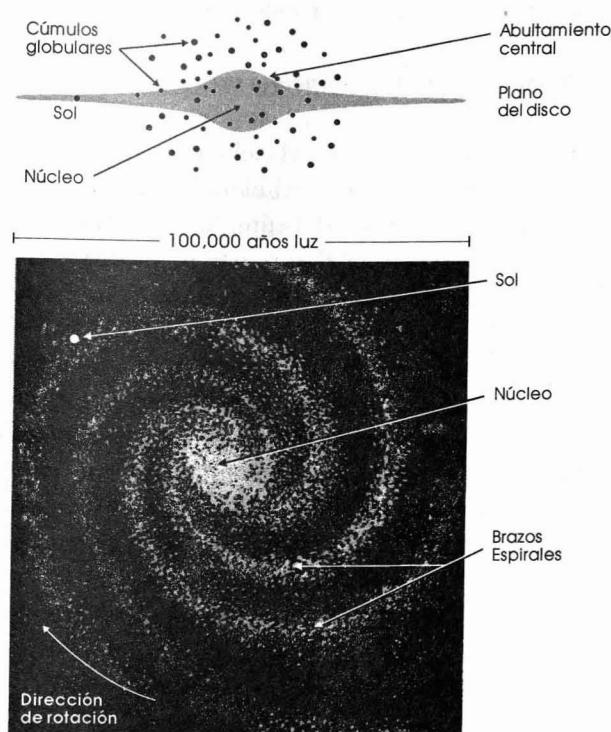 Cúmulos
globulares
Abultamiento
central
Sol
Plano
del disco
Núcleo
100,000 años luz
Sol
Núcleo
Brazos
Espirales
Dirección
de rotación